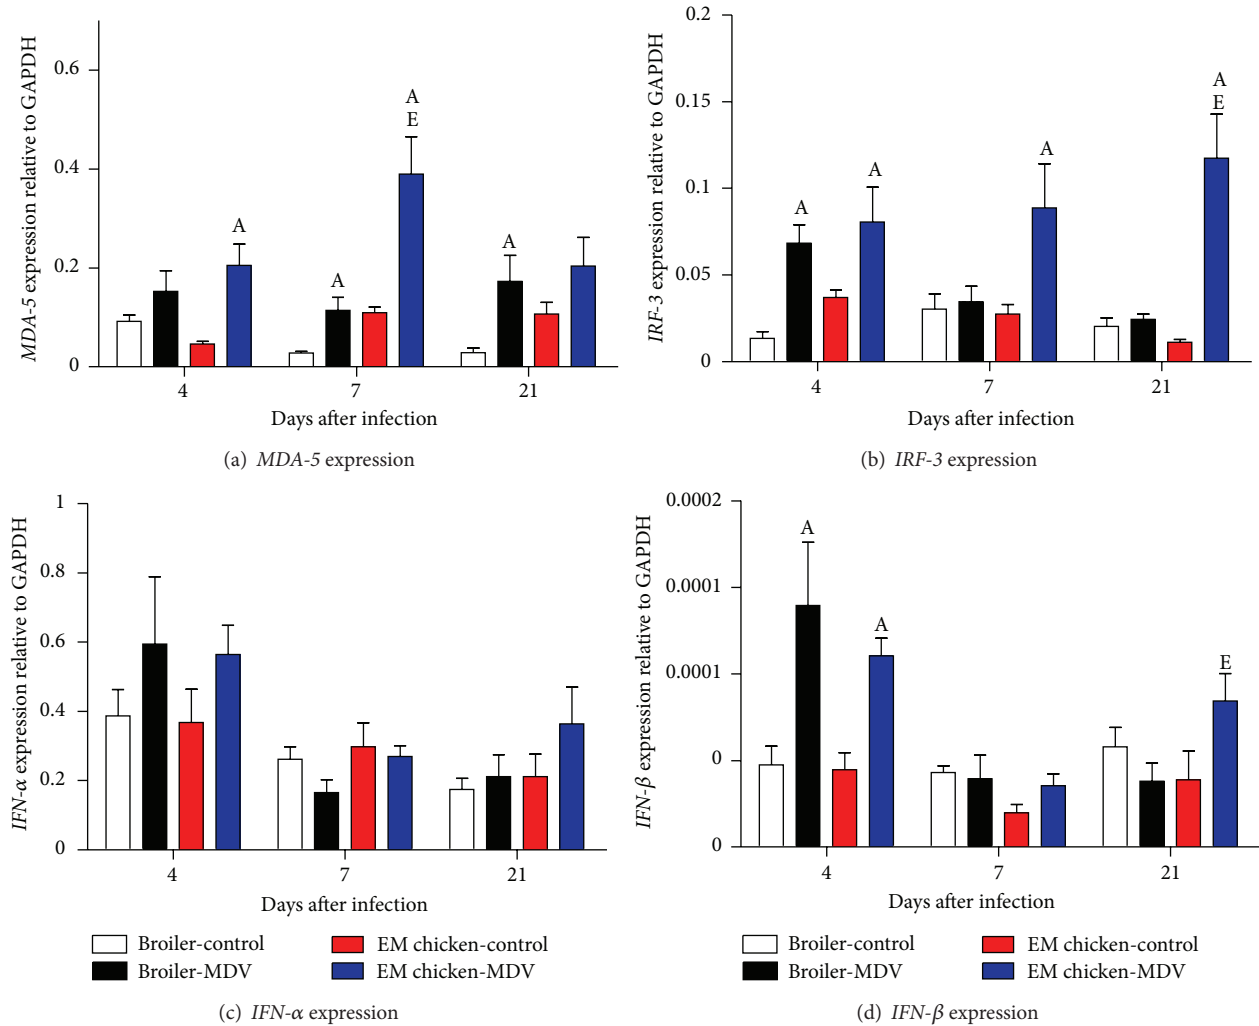 MDA-5 expression relative to GAPDH
0.6
0.4
0.2
0
A
A
A
E
A
4
7
21
Days after infection
(a) MDA-5 expression
IRF-3 expression relative to GAPDH
0.2
0.15
0.1
0.05
0
A
A
A
A
E
4
7
21
Days after infection
(b) IRF-3 expression
IFN-α expression relative to GAPDH
1
0.8
0.6
0.4
0.2
0
4
7
21
Days after infection
Broiler-control
Broiler-MDV
EM chicken-control
EM chicken-MDV
(c) IFN-α expression
IFN-β expression relative to GAPDH
0.0002
0.0001
0.0001
0
0
A
A
E
4
7
21
Days after infection
Broiler-control
Broiler-MDV
EM chicken-control
EM chicken-MDV
(d) IFN-β expression